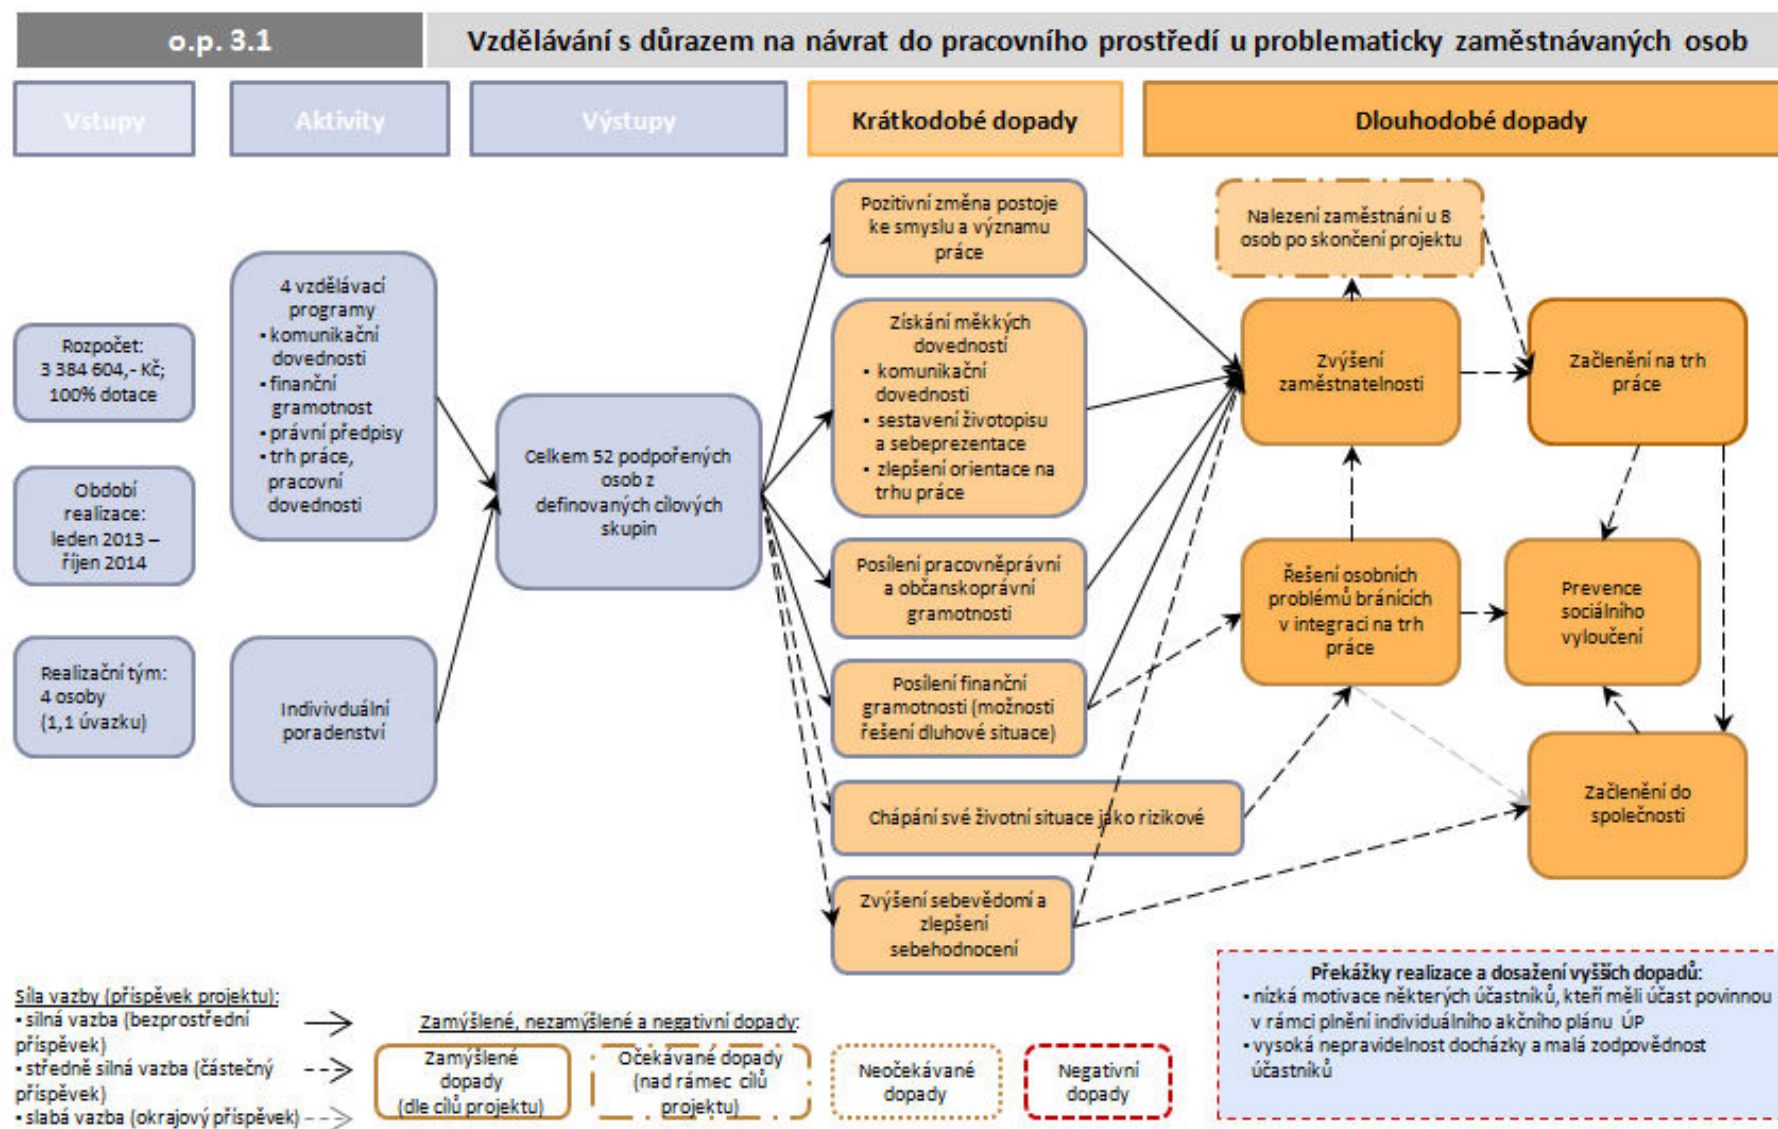 o.p. 3.1
Vzdělávání s důrazem na návrat do pracovního prostředí u problematicky zaměstnávaných osob
Vstupy
Aktivity
Výstupy
Krátkodobé dopady
Dlouhodobé dopady
Rozpočet:
3 384 604,- Kč;
100% dotace
Období
realizace:
leden 2013 –
říjen 2014
Realizační tým:
4 osoby
(1,1 úvazku)
4 vzdělávací
programy
▪ komunikační
dovednosti
▪ finanční
gramotnost
▪ právní předpisy
▪ trh práce,
pracovní
dovednosti
Indivivduální
poradenství
Celkem 52 podpořených
osob z
definovaných cílových
skupin
Pozitivní změna postoje
ke smyslu a významu
práce
Získání měkkých
dovedností
▪ komunikační
dovednosti
▪ sestavení životopisu
a sebeprezentace
▪ zlepšení orientace na
trhu práce
Posílení pracovněprávní
a občanskoprávní
gramotnosti
Posílení finanční
gramotnosti (možnosti
řešení dluhové situace)
Chápání své životní situace jako rizikové
Zvýšení sebevědomí a
zlepšení
sebehodnocení
Nalezení zaměstnání u 8
osob po skončení projektu
Zvýšení
zaměstnatelnosti
Začlenění na trh
práce
Řešení osobních
problémů bránících
v integraci na trh
práce
Prevence
sociálního
vyloučení
Začlenění do
společnosti
Síla vazby (příspěvek projektu):
▪ silná vazba (bezprostřední
příspěvek)
▪ středně silná vazba (částečný
příspěvek)
▪ slabá vazba (okrajový příspěvek)
Zamýšlené, nezamýšlené a negativní dopady:
Zamýšlené
dopady
(dle cílů projektu)
Očekávané dopady
(nad rámec cílů
projektu)
Neočekávané
dopady
Negativní
dopady
Překážky realizace a dosažení vyšších dopadů:
▪ nízká motivace některých účastníků, kteří měli účast povinnou
v rámci plnění individuálního akčního plánu ÚP
▪ vysoká nepravidelnost docházky a malá zodpovědnost
účastníků